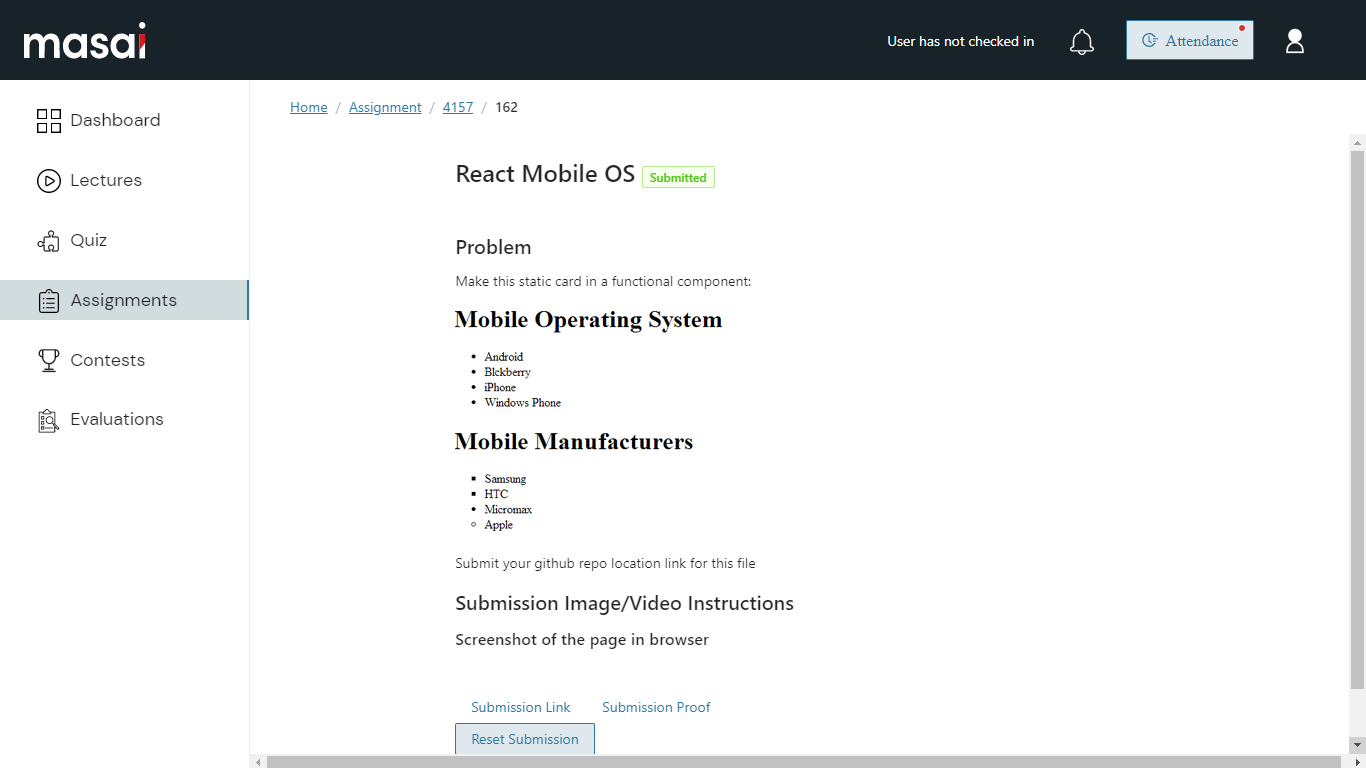 masai
User has not checked in
Attendance
Dashboard
Lectures
Quiz
Assignments
Contests
Evaluations
Home / Assignment / 4157 / 162
React Mobile OS Submitted
Problem
Make this static card in a functional component:
Mobile Operating System
Android
Blckberry
iPhone
Windows Phone
Mobile Manufacturers
Samsung
HTC
Micromax
Apple
Submit your github repo location link for this file
Submission Image/Video Instructions
Screenshot of the page in browser
Submission Link Submission Proof
Reset Submission